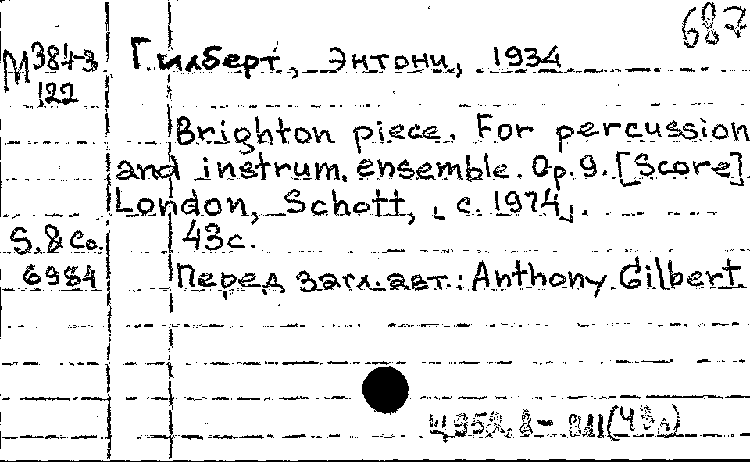 687
М 384-3 Гилберт, Энтони, 1934
122
Brighton piece. For percussion
and instrum. ensemble. Op. 9. [Score].
London, Schott, [c. 1974].
S. & Co. 43с.
6984 Перед загл. авт.: Anthony Gilbert.